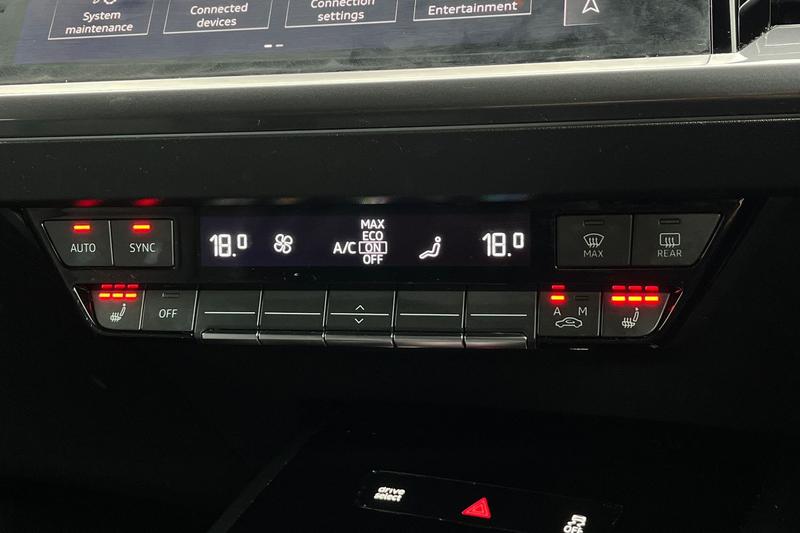 System
maintenance
Connected
devices
Connection
settings
Entertainment
AUTO
SYNC
18.0
A/C
MAX
ECO
ON
OFF
18.0
MAX
REAR
OFF
A M
drive
select
OFF